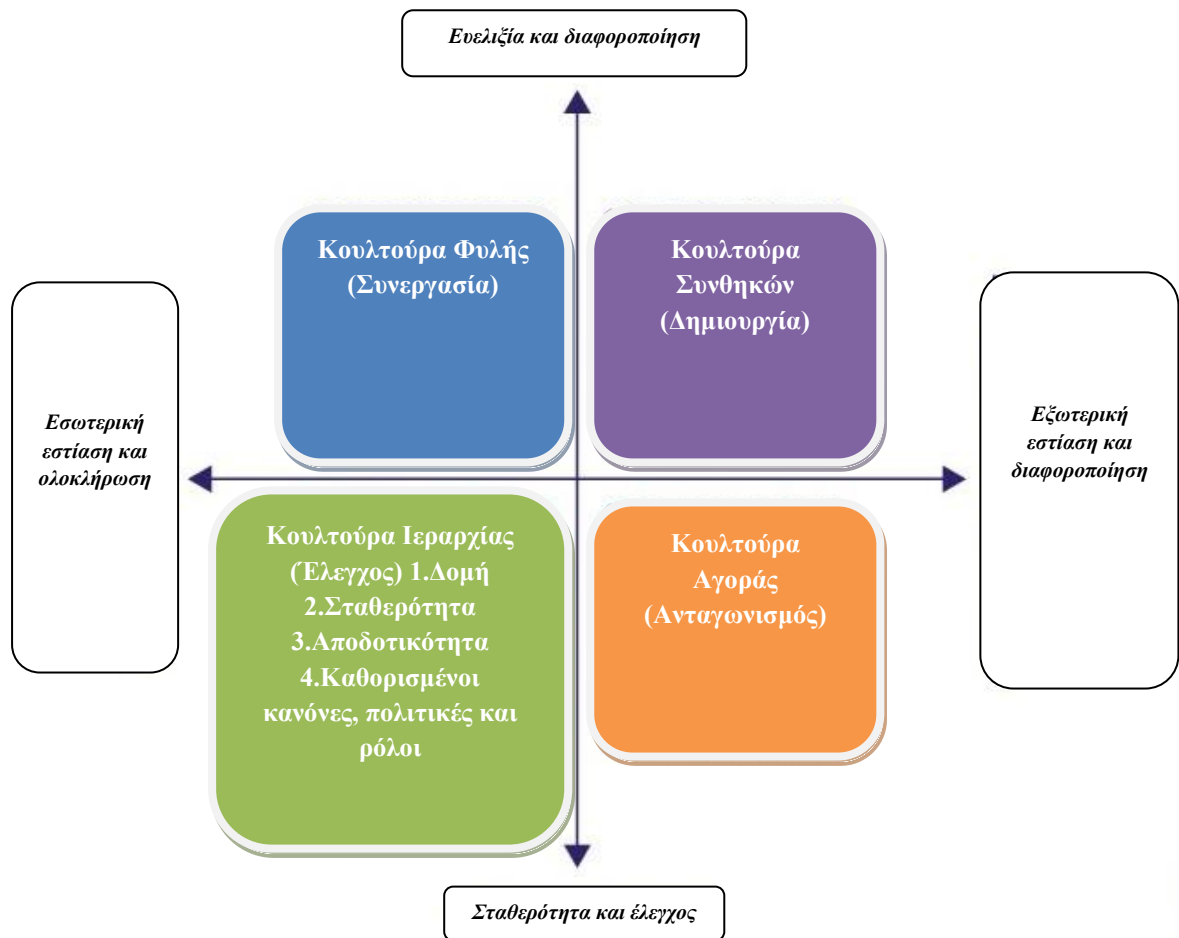 Ευελιξία και διαφοροποίηση
Κουλτούρα Φυλής
(Συνεργασία)
Κουλτούρα
Συνθηκών
(Δημιουργία)
Εσωτερική
εστίαση και
ολοκλήρωση
Εξωτερική
εστίαση και
διαφοροποίηση
Κουλτούρα Ιεραρχίας
(Έλεγχος) 1.Δομή
2.Σταθερότητα
3.Αποδοτικότητα
4.Καθορισμένοι
κανόνες, πολιτικές και
ρόλοι
Κουλτούρα
Αγοράς
(Ανταγωνισμός)
Σταθερότητα και έλεγχος